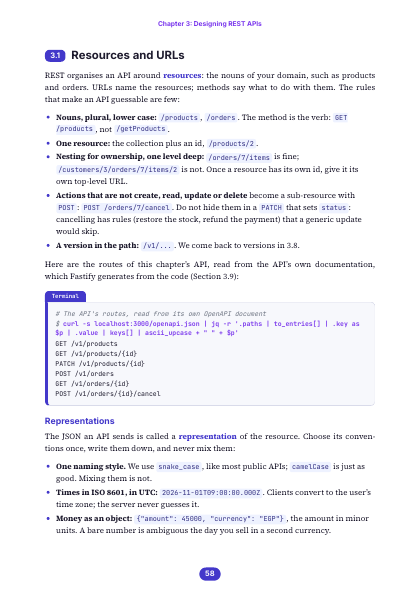 Chapter 3: Designing REST APIs
3.1 Resources and URLs
REST organises an API around resources: the nouns of your domain, such as products
and orders. URLs name the resources; methods say what to do with them. The rules
that make an API guessable are few:
• Nouns, plural, lower case: /products, /orders. The method is the verb: GET
/products, not /getProducts.
• One resource: the collection plus an id, /products/2.
• Nesting for ownership, one level deep: /orders/7/items is fine;
/customers/3/orders/7/items/2 is not. Once a resource has its own id, give it its
own top-level URL.
• Actions that are not create, read, update or delete become a sub-resource with
POST: POST /orders/7/cancel. Do not hide them in a PATCH that sets status:
cancelling has rules (restore the stock, refund the payment) that a generic update
would skip.
• A version in the path: /v1/.... We come back to versions in 3.8.
Here are the routes of this chapter's API, read from the API's own documentation,
which Fastify generates from the code (Section 3.9):
Terminal
# The API's routes, read from its own OpenAPI document
$ curl -s localhost:3000/openapi.json | jq -r '.paths | to_entries[] | .key as
$p | .value | keys[] | ascii_upcase + " " + $p'
GET /v1/products
GET /v1/products/{id}
PATCH /v1/products/{id}
POST /v1/orders
GET /v1/orders/{id}
POST /v1/orders/{id}/cancel
Representations
The JSON an API sends is called a representation of the resource. Choose its conven-
tions once, write them down, and never mix them:
• One naming style. We use snake_case, like most public APIs; camelCase is just as
good. Mixing them is not.
• Times in ISO 8601, in UTC: 2026-11-01T09:00:00.000Z. Clients convert to the user's
time zone; the server never guesses it.
• Money as an object: {"amount": 45000, "currency": "EGP"}, the amount in minor
units. A bare number is ambiguous the day you sell in a second currency.
58